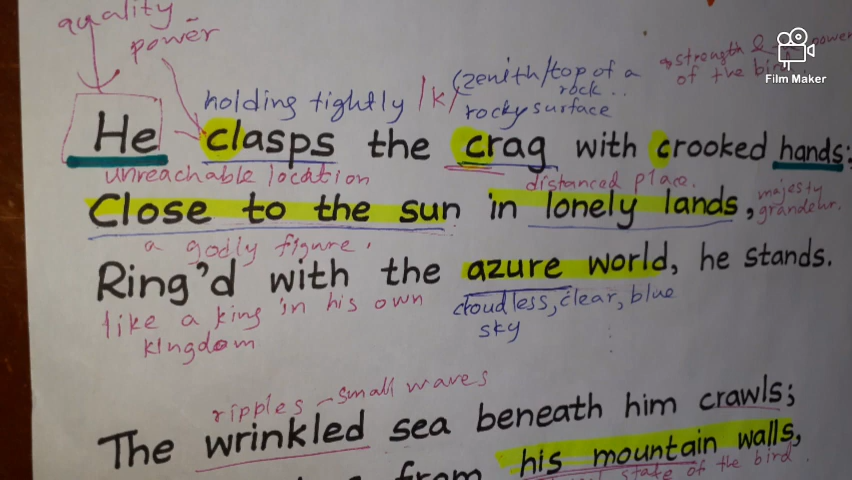 quality
power
strength & power
of the bird
Film Maker
holding tightly /k/ (zenith/top of a
rock..
rocky surface
He clasps the crag with crooked hands;
unreachable location distanced place.
Close to the sun in lonely lands, majesty
grandeur.
a godly figure.
Ring'd with the azure world, he stands.
like a king in his own cloudless, clear, blue
kingdom sky
ripples - small waves
The wrinkled sea beneath him crawls;
from his mountain walls,
state of the bird.